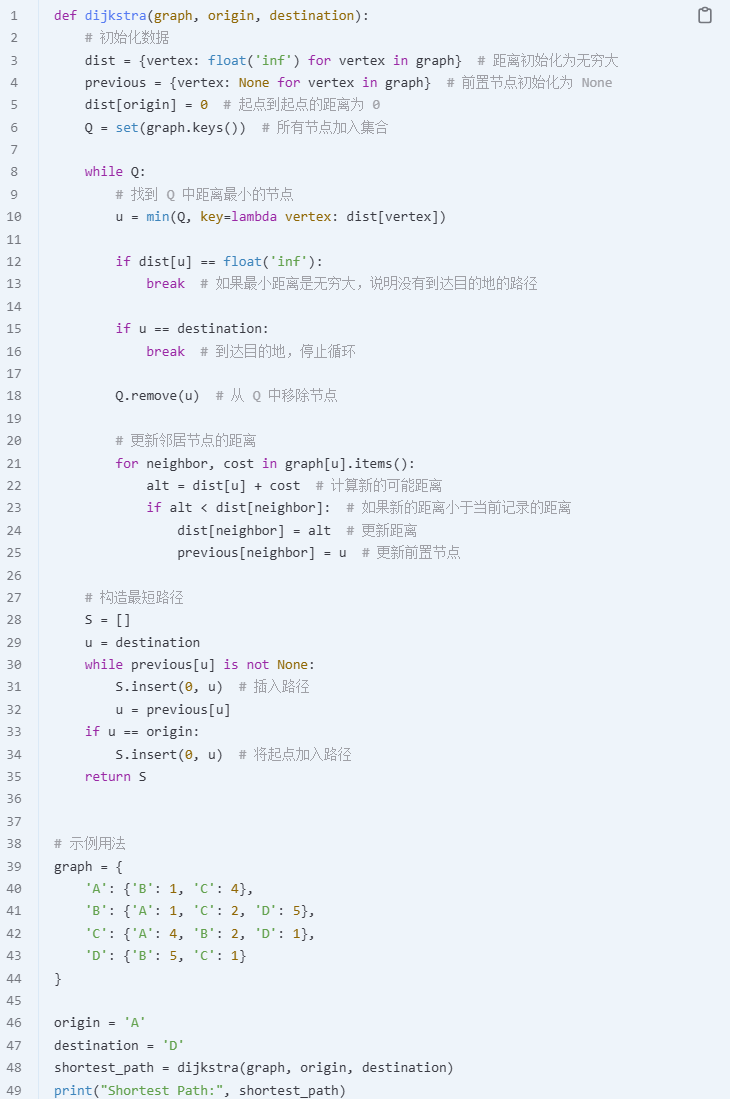 1 def dijkstra(graph, origin, destination):
2     # 初始化数据
3     dist = {vertex: float('inf') for vertex in graph}  # 距离初始化为无穷大
4     previous = {vertex: None for vertex in graph}  # 前置节点初始化为 None
5     dist[origin] = 0  # 起点到起点的距离为 0
6     Q = set(graph.keys())  # 所有节点加入集合
7
8     while Q:
9         # 找到 Q 中距离最小的节点
10         u = min(Q, key=lambda vertex: dist[vertex])
11
12         if dist[u] == float('inf'):
13             break  # 如果最小距离是无穷大，说明没有到达目的地的路径
14
15         if u == destination:
16             break  # 到达目的地，停止循环
17
18         Q.remove(u)  # 从 Q 中移除节点
19
20         # 更新邻居节点的距离
21         for neighbor, cost in graph[u].items():
22             alt = dist[u] + cost  # 计算新的可能距离
23             if alt < dist[neighbor]:  # 如果新的距离小于当前记录的距离
24                 dist[neighbor] = alt  # 更新距离
25                 previous[neighbor] = u  # 更新前置节点
26
27     # 构造最短路径
28     S = []
29     u = destination
30     while previous[u] is not None:
31         S.insert(0, u)  # 插入路径
32         u = previous[u]
33     if u == origin:
34         S.insert(0, u)  # 将起点加入路径
35     return S
36
37
38 # 示例用法
39 graph = {
40     'A': {'B': 1, 'C': 4},
41     'B': {'A': 1, 'C': 2, 'D': 5},
42     'C': {'A': 4, 'B': 2, 'D': 1},
43     'D': {'B': 5, 'C': 1}
44 }
45
46 origin = 'A'
47 destination = 'D'
48 shortest_path = dijkstra(graph, origin, destination)
49 print("Shortest Path:", shortest_path)